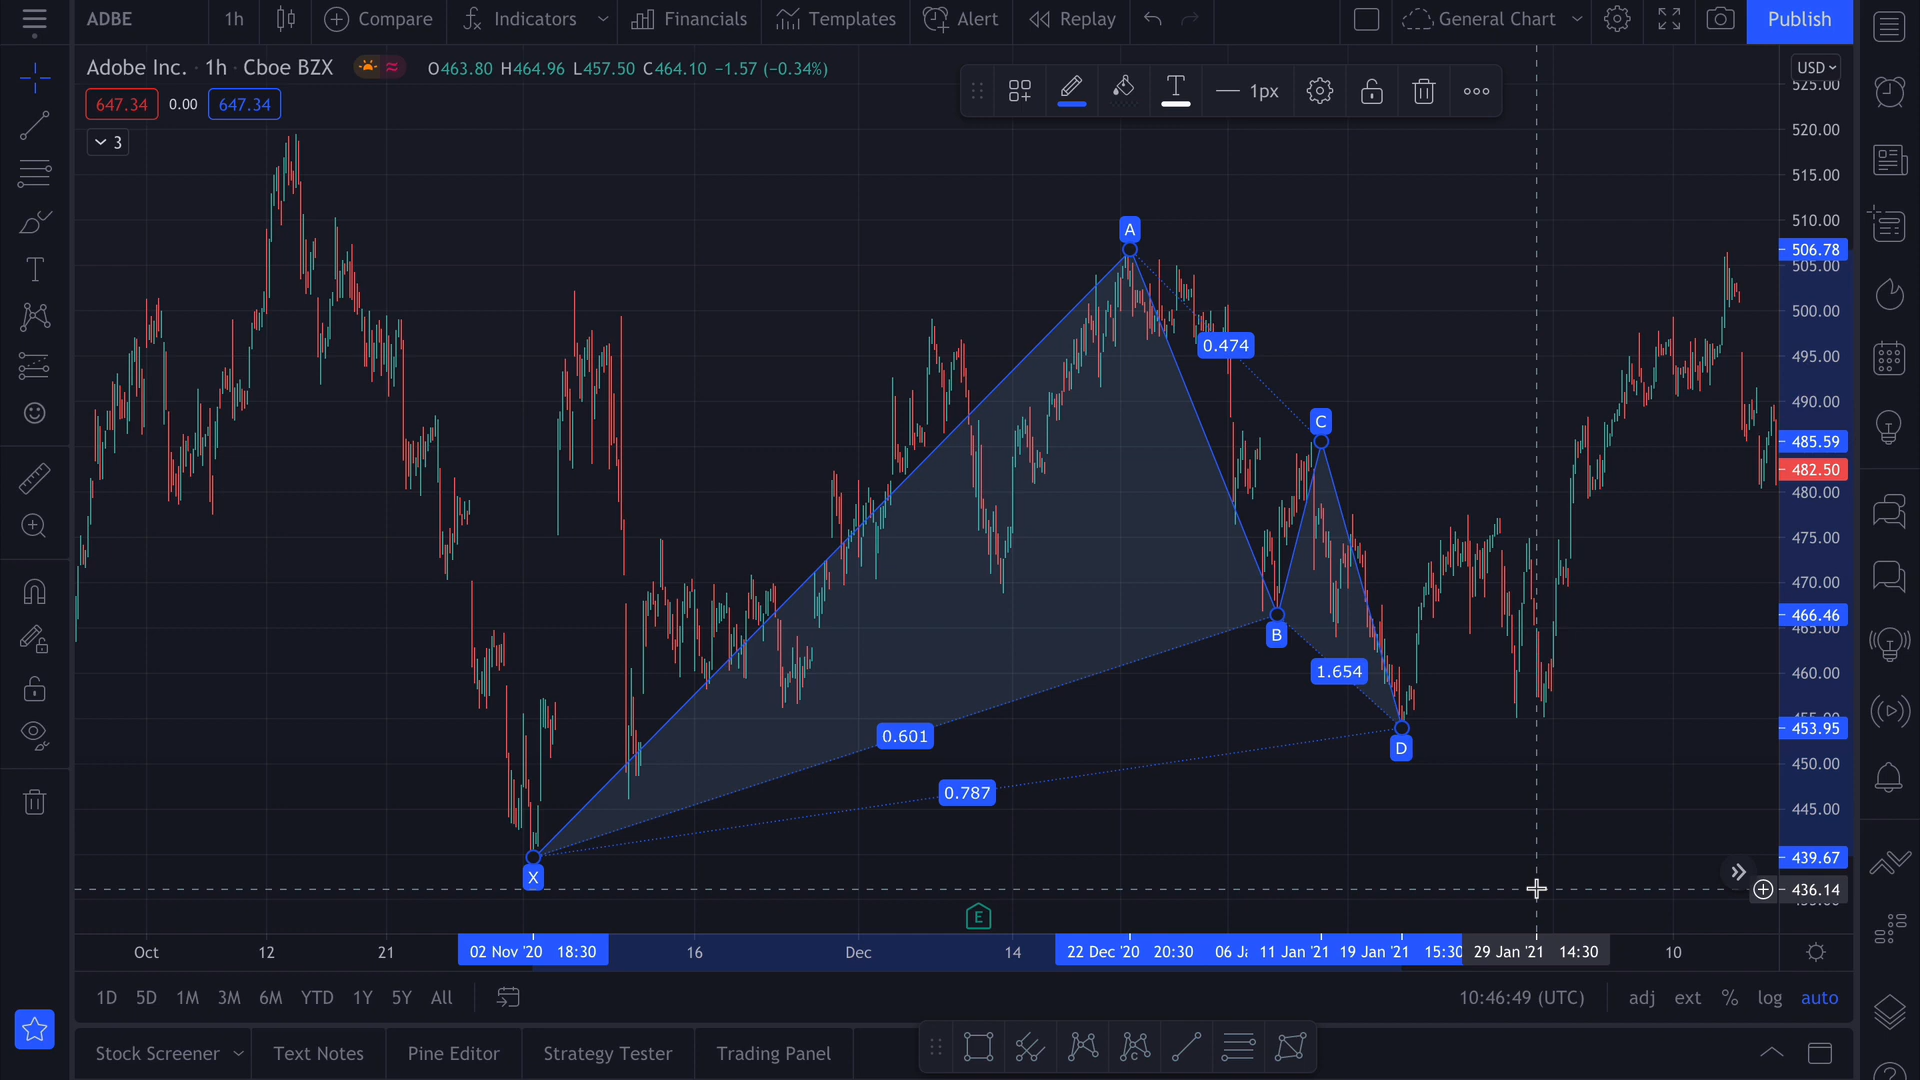 ADBE 1h Compare Indicators Financials Templates Alert Replay General Chart Publish
Adobe Inc. · 1h · Cboe BZX O463.80 H464.96 L457.50 C464.10 −1.57 (−0.34%)
USD
647.34 0.00 647.34
3
T
1px
525.00
520.00
515.00
510.00
506.78
505.00
500.00
495.00
490.00
485.59
482.50
480.00
475.00
470.00
466.46
465.00
460.00
453.95
450.00
445.00
439.67
436.14
A
0.474
C
B
1.654
0.601
D
0.787
X
E
Oct 12 21 02 Nov '20 18:30 16 Dec 14 22 Dec '20 20:30 06 11 Jan '21 19 Jan '21 15:30 29 Jan '21 14:30 10
1D 5D 1M 3M 6M YTD 1Y 5Y All 10:46:49 (UTC) adj ext % log auto
Stock Screener Text Notes Pine Editor Strategy Tester Trading Panel